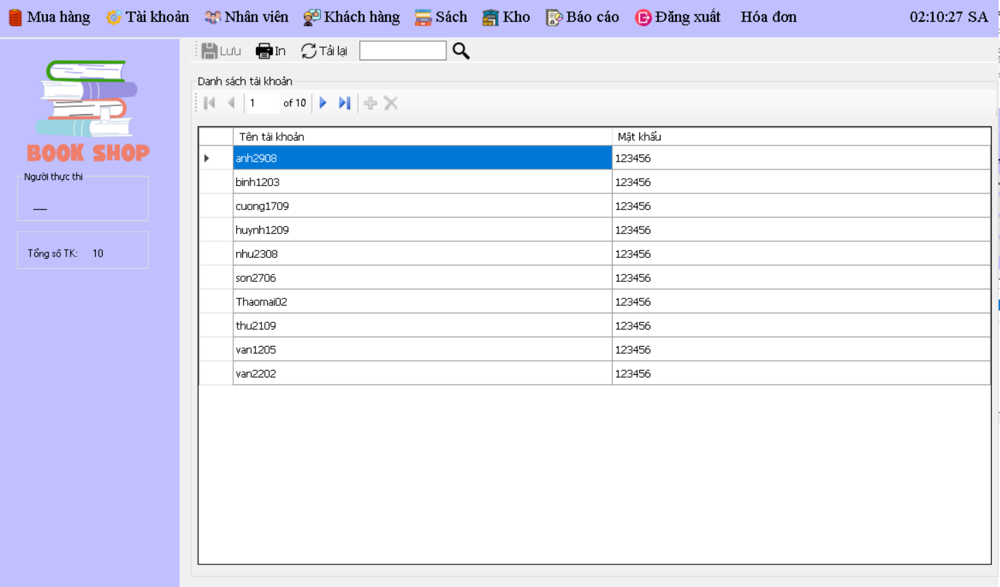 Mua hàng Tài khoản Nhân viên Khách hàng Sách Kho Báo cáo Đăng xuất Hóa đơn 02:10:27 SA
Lưu In Tải lại
BOOK SHOP
Người thực thi
__
Tổng số TK: 10
Danh sách tài khoản
1 of 10
Tên tài khoản Mật khẩu
anh2908 123456
binh1203 123456
cuong1709 123456
huynh1209 123456
nhu2308 123456
son2706 123456
Thaomai02 123456
thu2109 123456
van1205 123456
van2202 123456